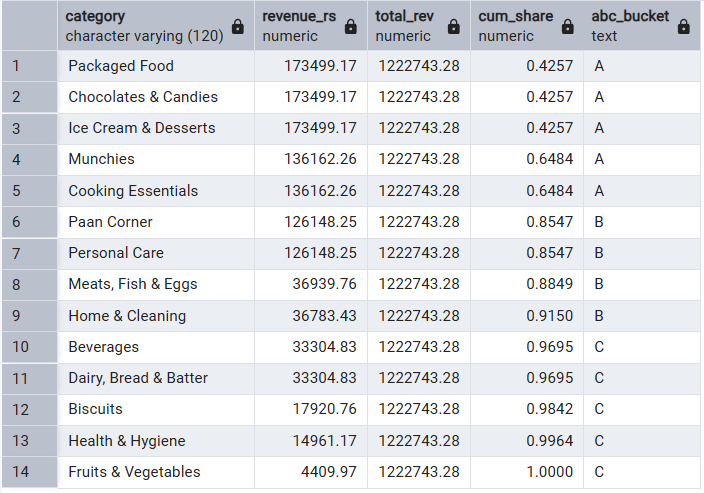 category revenue_rs total_rev cum_share abc_bucket
character varying (120) numeric numeric numeric text
1 Packaged Food 173499.17 1222743.28 0.4257 A
2 Chocolates & Candies 173499.17 1222743.28 0.4257 A
3 Ice Cream & Desserts 173499.17 1222743.28 0.4257 A
4 Munchies 136162.26 1222743.28 0.6484 A
5 Cooking Essentials 136162.26 1222743.28 0.6484 A
6 Paan Corner 126148.25 1222743.28 0.8547 B
7 Personal Care 126148.25 1222743.28 0.8547 B
8 Meats, Fish & Eggs 36939.76 1222743.28 0.8849 B
9 Home & Cleaning 36783.43 1222743.28 0.9150 B
10 Beverages 33304.83 1222743.28 0.9695 C
11 Dairy, Bread & Batter 33304.83 1222743.28 0.9695 C
12 Biscuits 17920.76 1222743.28 0.9842 C
13 Health & Hygiene 14961.17 1222743.28 0.9964 C
14 Fruits & Vegetables 4409.97 1222743.28 1.0000 C